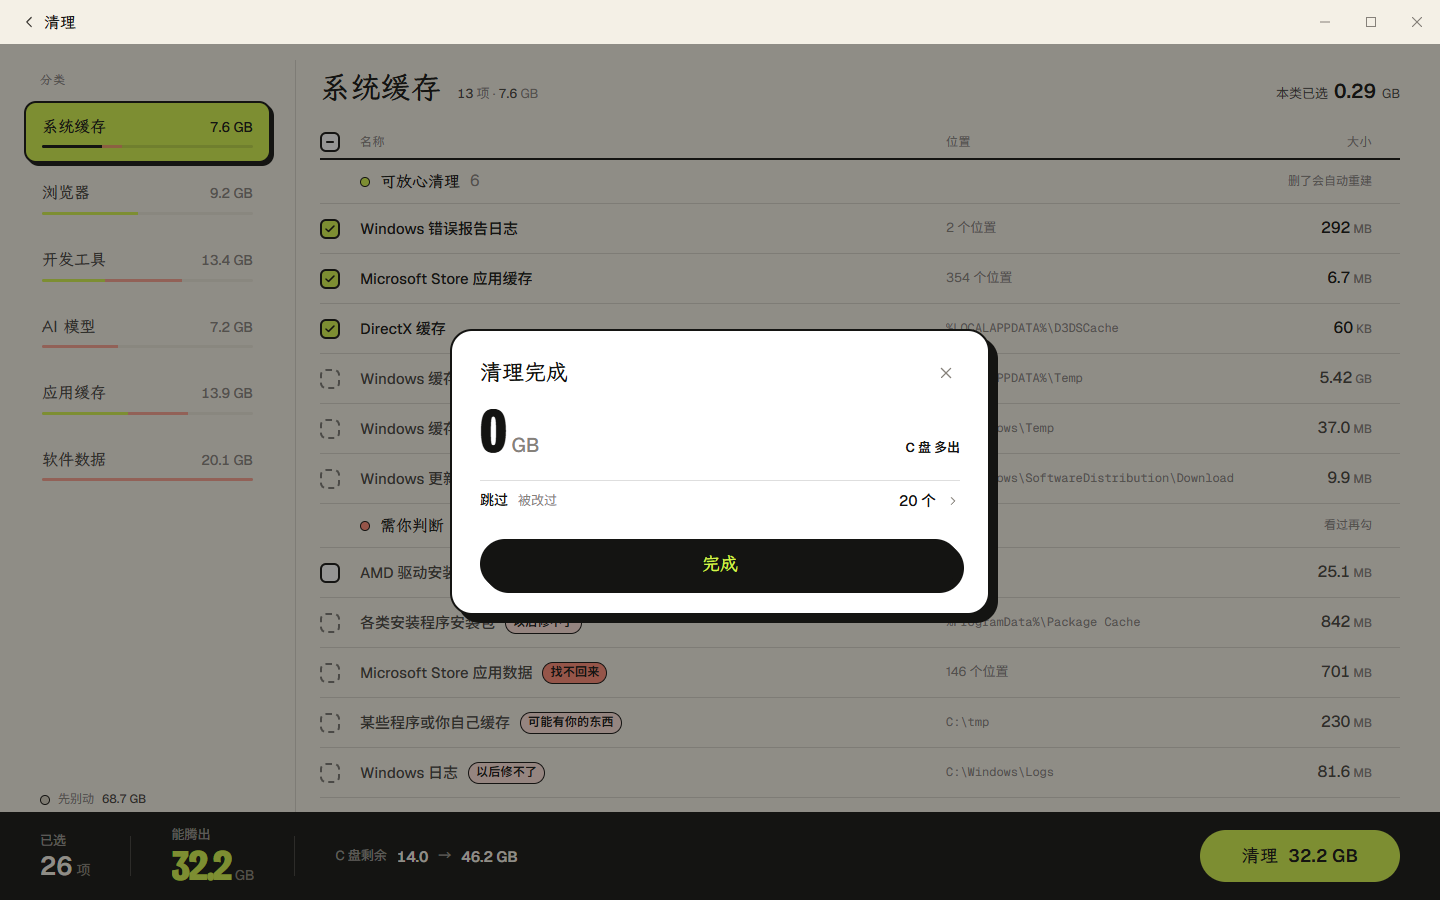 清理
分类
系统缓存 7.6 GB
浏览器 9.2 GB
开发工具 13.4 GB
AI 模型 7.2 GB
应用缓存 13.9 GB
软件数据 20.1 GB
先别动 68.7 GB
系统缓存 13 项 · 7.6 GB
本类已选 0.29 GB
名称 位置 大小
可放心清理 6 删了会自动重建
Windows 错误报告日志 2 个位置 292 MB
Microsoft Store 应用缓存 354 个位置 6.7 MB
DirectX 缓存 %LOCALAPPDATA%\D3DSCache 60 KB
Windows 缓存 PPDATA%\Temp 5.42 GB
Windows 缓存 ows\Temp 37.0 MB
Windows 更新 ows\SoftwareDistribution\Download 9.9 MB
需你判断 看过再勾
AMD 驱动安装 25.1 MB
各类安装程序安装包 以后修不了 %ProgramData%\Package Cache 842 MB
Microsoft Store 应用数据 找不回来 146 个位置 701 MB
某些程序或你自己缓存 可能有你的东西 C:\tmp 230 MB
Windows 日志 以后修不了 C:\Windows\Logs 81.6 MB
清理完成
0 GB
C 盘多出
跳过 被改过 20 个
完成
已选
26 项
能腾出
32.2 GB
C 盘剩余 14.0 → 46.2 GB
清理 32.2 GB